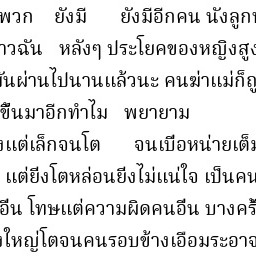 พวก ยังมี ยังมีอีกคน นังลูก
าวฉัน หลังๆ ประโยคของหญิงสูง
ันผ่านไปนานแล้วนะ คนฆ่าแม่ก็ถู
ขึ้นมาอีกทำไม พยายาม
งแต่เล็กจนโต จนเบื่อหน่ายเต็ม
แต่ยิ่งโตหล่อนยิ่งไม่แน่ใจ เป็นคน
อื่น โทษแต่ความผิดคนอื่น บางครั้
งใหญ่โตจนคนรอบข้างเอือมระอาจ